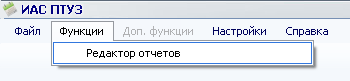 ИАС ПТУЗ
Файл Функции Доп. функции Настройки Справка
Редактор отчетов